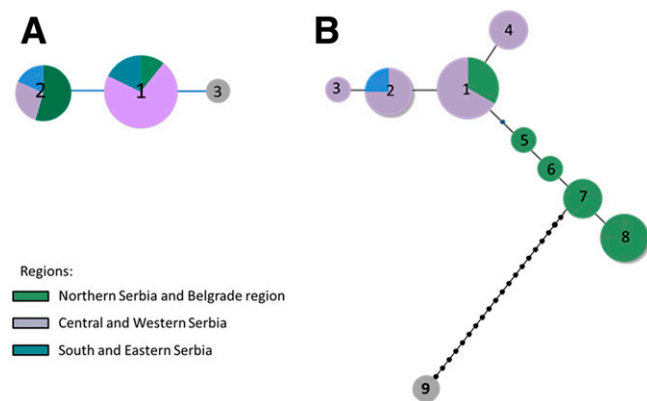 A
B
2
1
3
4
3
2
1
5
6
7
8
9
Regions:
Northern Serbia and Belgrade region
Central and Western Serbia
South and Eastern Serbia